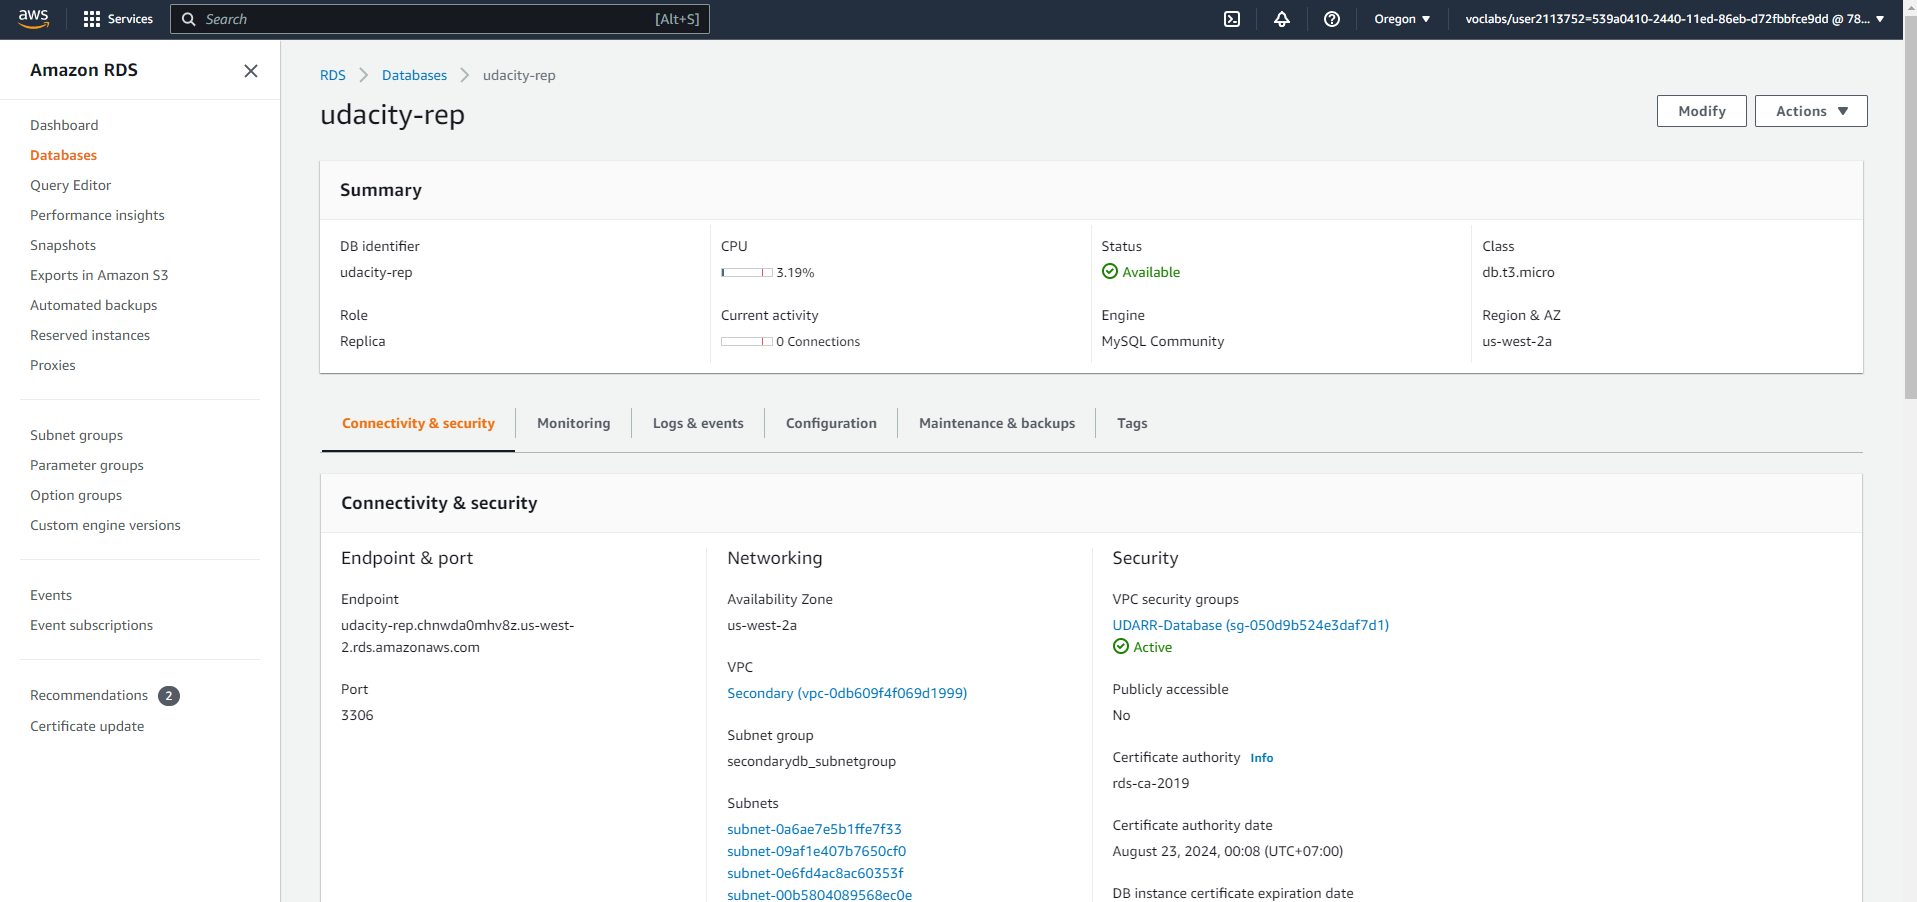 aws
Services
Search
[Alt+S]
Oregon ▼
voclabs/user2113752=539a0410-2440-11ed-86eb-d72fbbfce9dd @ 78... ▼
Amazon RDS
Dashboard
Databases
Query Editor
Performance insights
Snapshots
Exports in Amazon S3
Automated backups
Reserved instances
Proxies
Subnet groups
Parameter groups
Option groups
Custom engine versions
Events
Event subscriptions
Recommendations 2
Certificate update
RDS > Databases > udacity-rep
udacity-rep
Modify
Actions ▼
Summary
DB identifier
udacity-rep
CPU
3.19%
Status
Available
Class
db.t3.micro
Role
Replica
Current activity
0 Connections
Engine
MySQL Community
Region & AZ
us-west-2a
Connectivity & security
Monitoring
Logs & events
Configuration
Maintenance & backups
Tags
Connectivity & security
Endpoint & port
Endpoint
udacity-rep.chnwda0mhv8z.us-west-
2.rds.amazonaws.com
Port
3306
Networking
Availability Zone
us-west-2a
VPC
Secondary (vpc-0db609f4f069d1999)
Subnet group
secondarydb_subnetgroup
Subnets
subnet-0a6ae7e5b1ffe7f33
subnet-09af1e407b7650cf0
subnet-0e6fd4ac8ac60353f
subnet-00b5804089568ec0e
Security
VPC security groups
UDARR-Database (sg-050d9b524e3daf7d1)
Active
Publicly accessible
No
Certificate authority Info
rds-ca-2019
Certificate authority date
August 23, 2024, 00:08 (UTC+07:00)
DB instance certificate expiration date